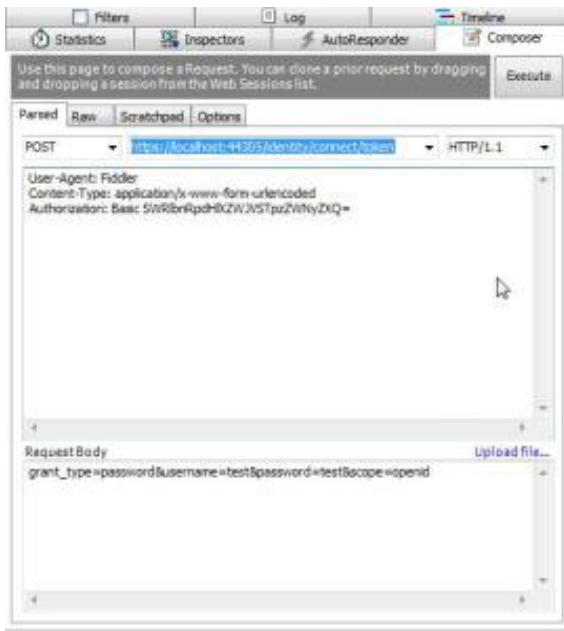 Filters
Log
Timeline
Statistics
Inspectors
AutoResponder
Composer
Use this page to compose a Request. You can clone a prior request by dragging
and dropping a session from the Web Sessions list.
Execute
Parsed
Raw
Scratchpad
Options
POST
https://localhost:44305/identity/connect/token
HTTP/1.1
User-Agent: Fiddler
Content-Type: application/x-www-form-urlencoded
Authorization: Basic
Request Body
Upload file...
grant_type=password&username=test&password=test&scope=openid